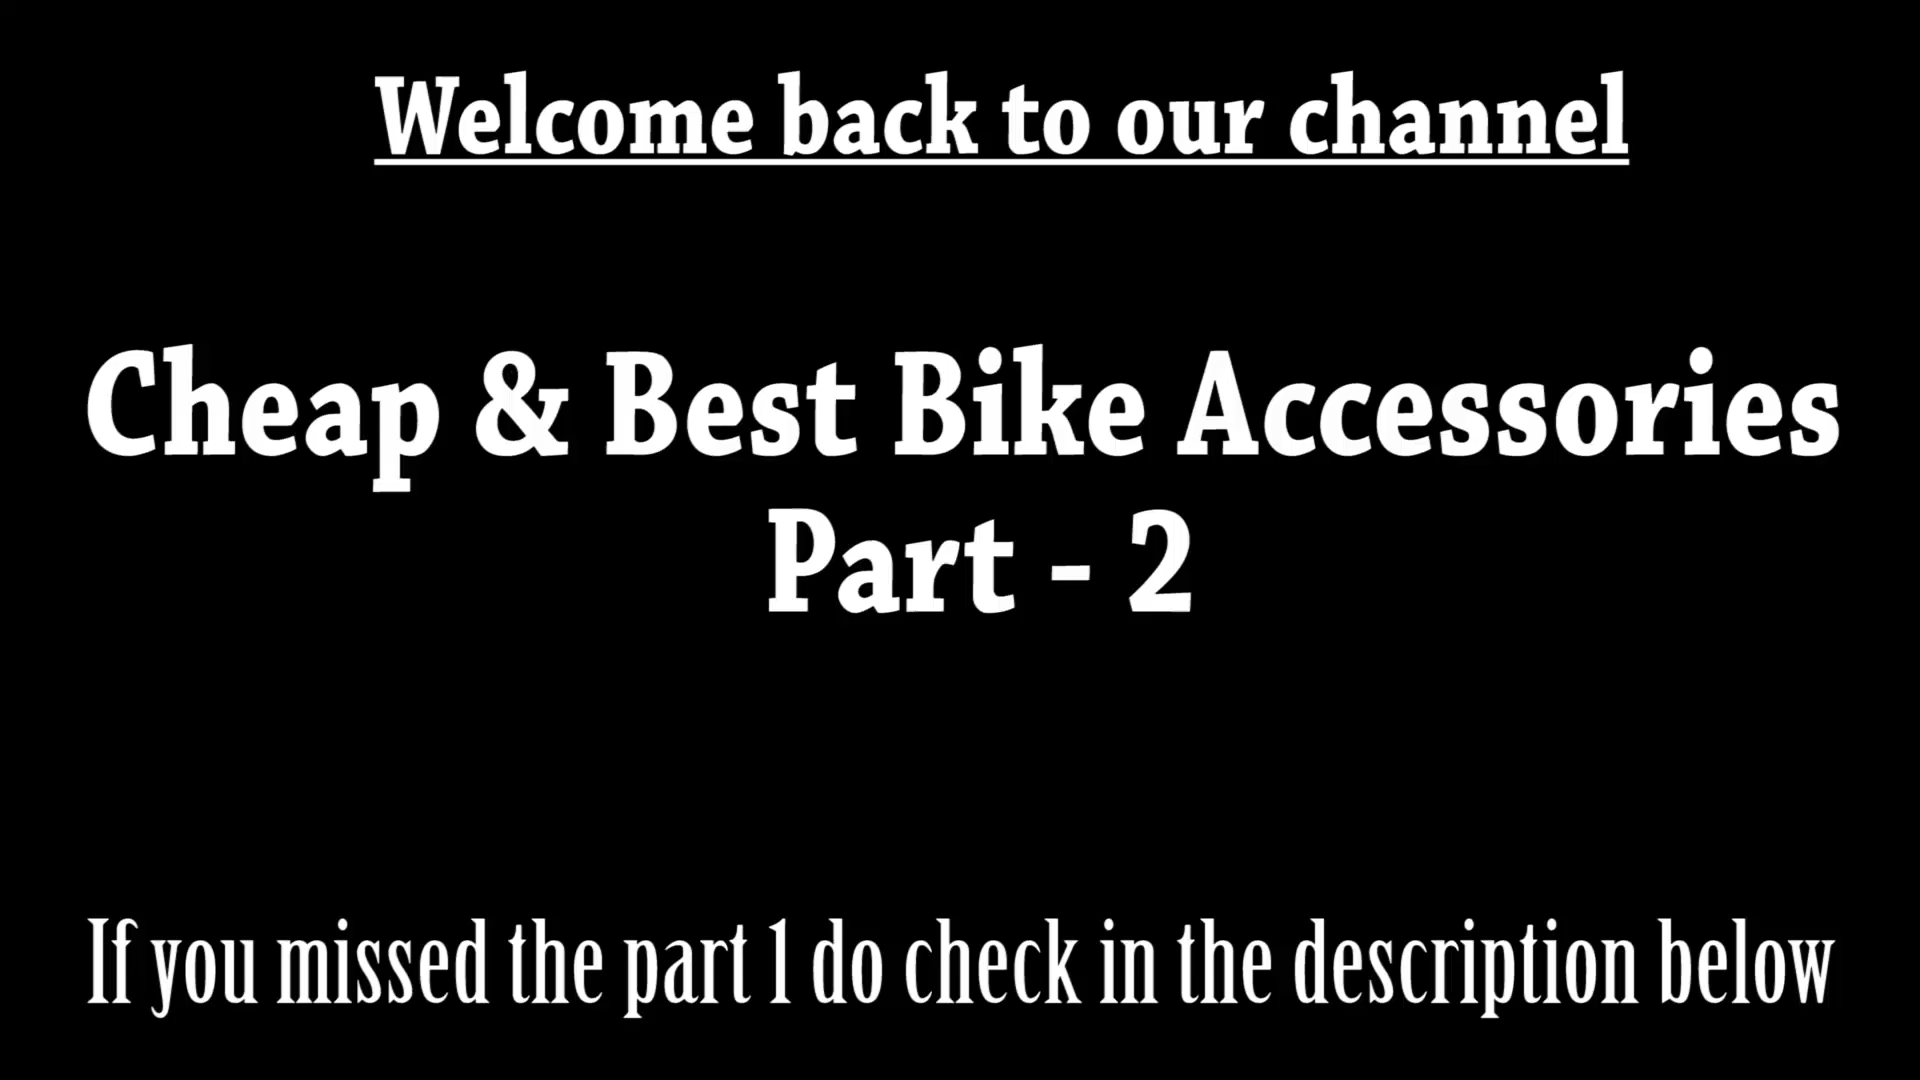 Welcome back to our channel
Cheap & Best Bike Accessories
Part - 2
If you missed the part 1 do check in the description below